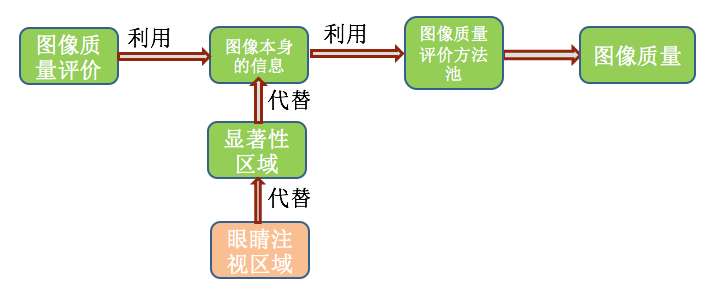 图像质
量评价
利用
图像本身
的信息
利用
图像质量
评价方法
池
图像质量
代替
显著性
区域
代替
眼睛注
视区域